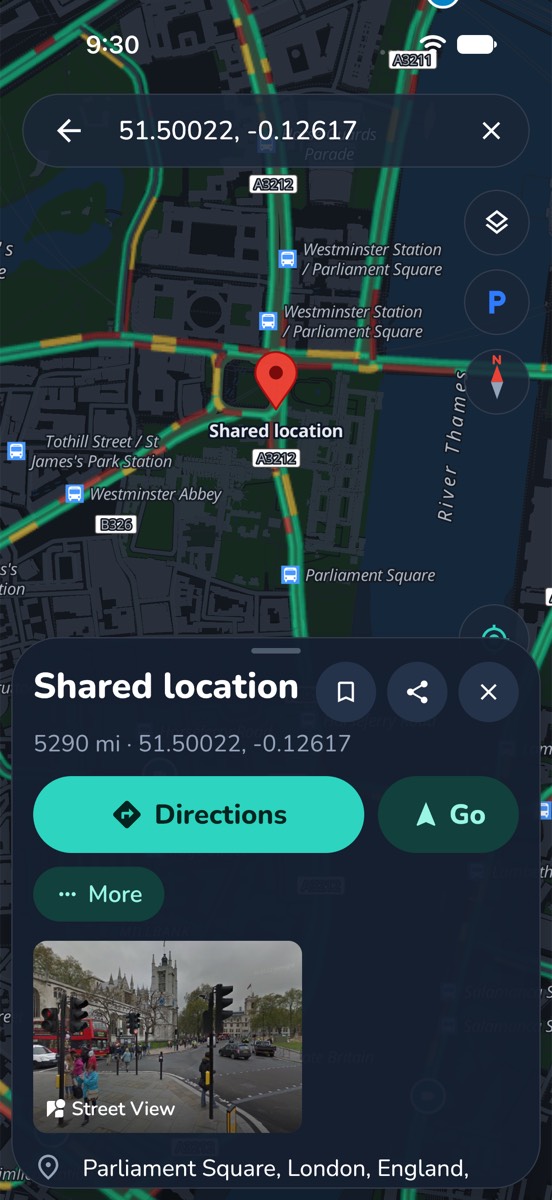 9:30
A3211
51.50022, -0.12617
Parade
A3212
Westminster Station
/ Parliament Square
P
Westminster Station
/ Parliament Square
N
Shared location
River Thames
Tothill Street / St
James's Park Station
A3212
Westminster Abbey
B326
Parliament Square
Shared location
5290 mi · 51.50022, -0.12617
Directions
Go
More
Street View
Parliament Square, London, England,